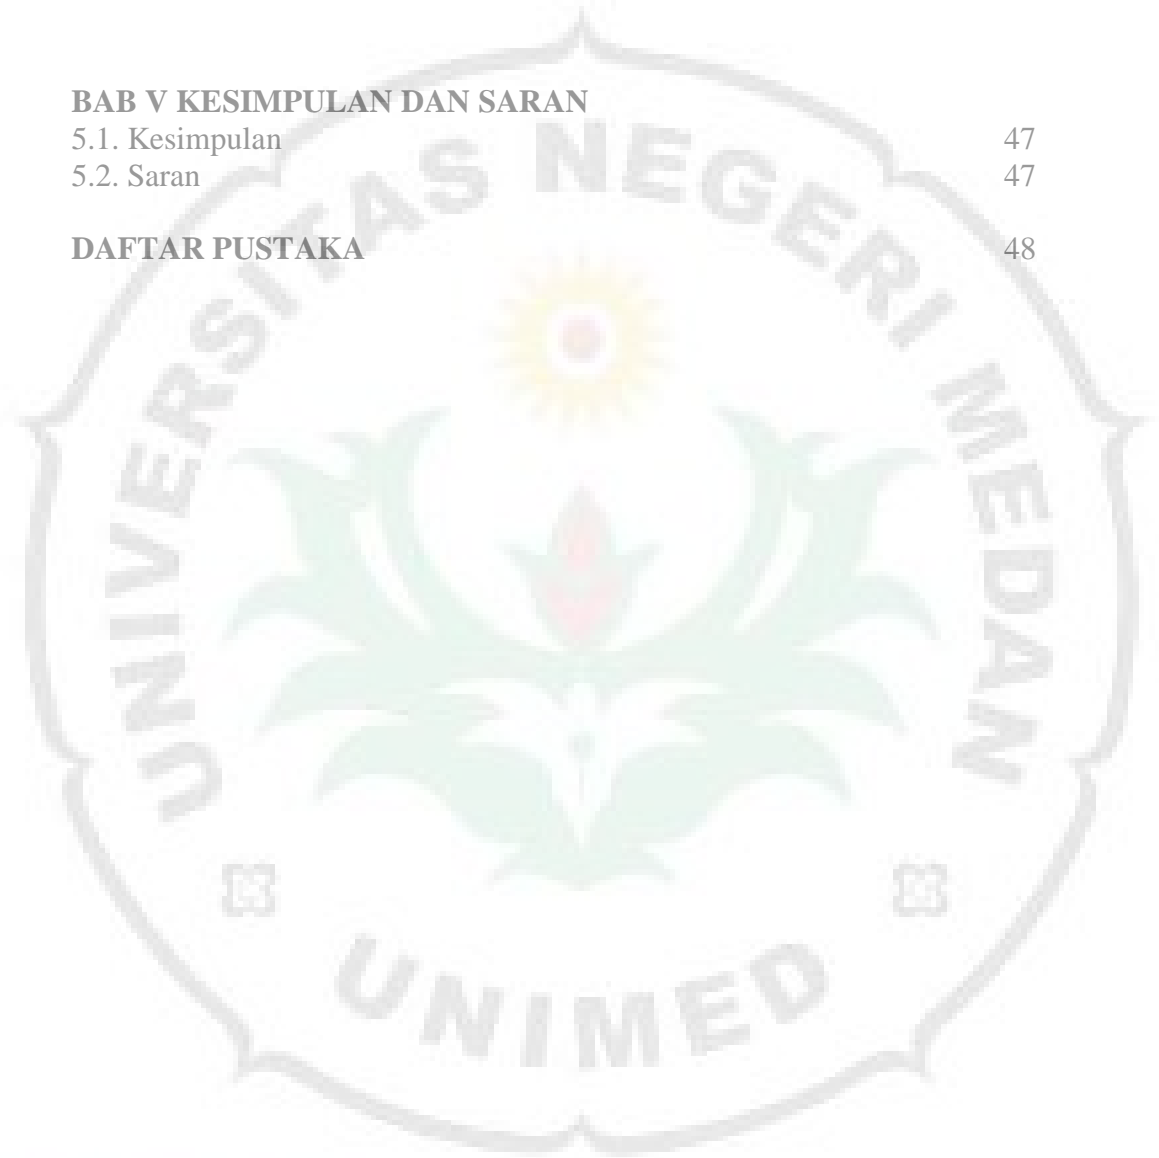 BAB V KESIMPULAN DAN SARAN
5.1. Kesimpulan 47
5.2. Saran 47
DAFTAR PUSTAKA 48
UNIVERSITAS NEGERI MEDAN
UNIMED